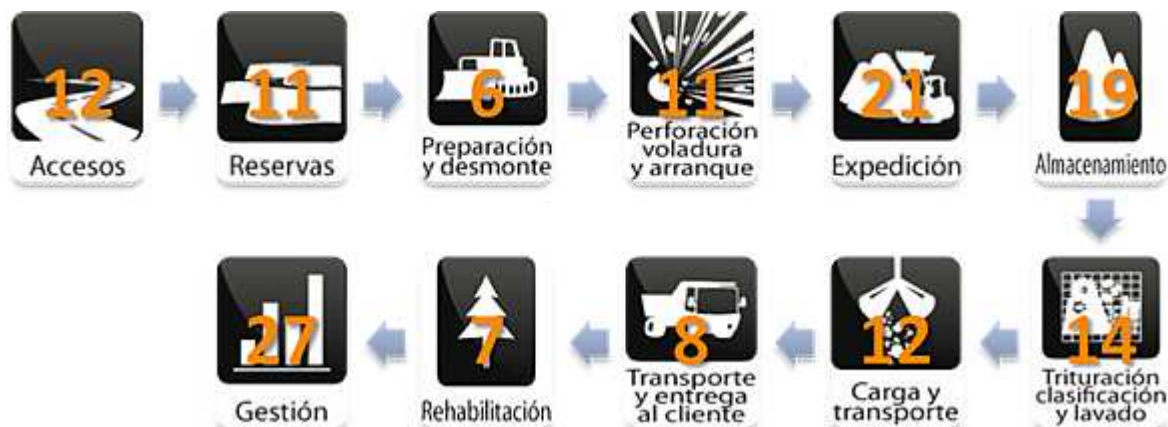 12
Accesos
11
Reservas
6
Preparación
y desmonte
11
Perforación
voladura
y arranque
21
Expedición
19
Almacenamiento
14
Trituración
clasificación
y lavado
12
Carga y
transporte
8
Transporte
y entrega
al cliente
7
Rehabilitación
27
Gestión